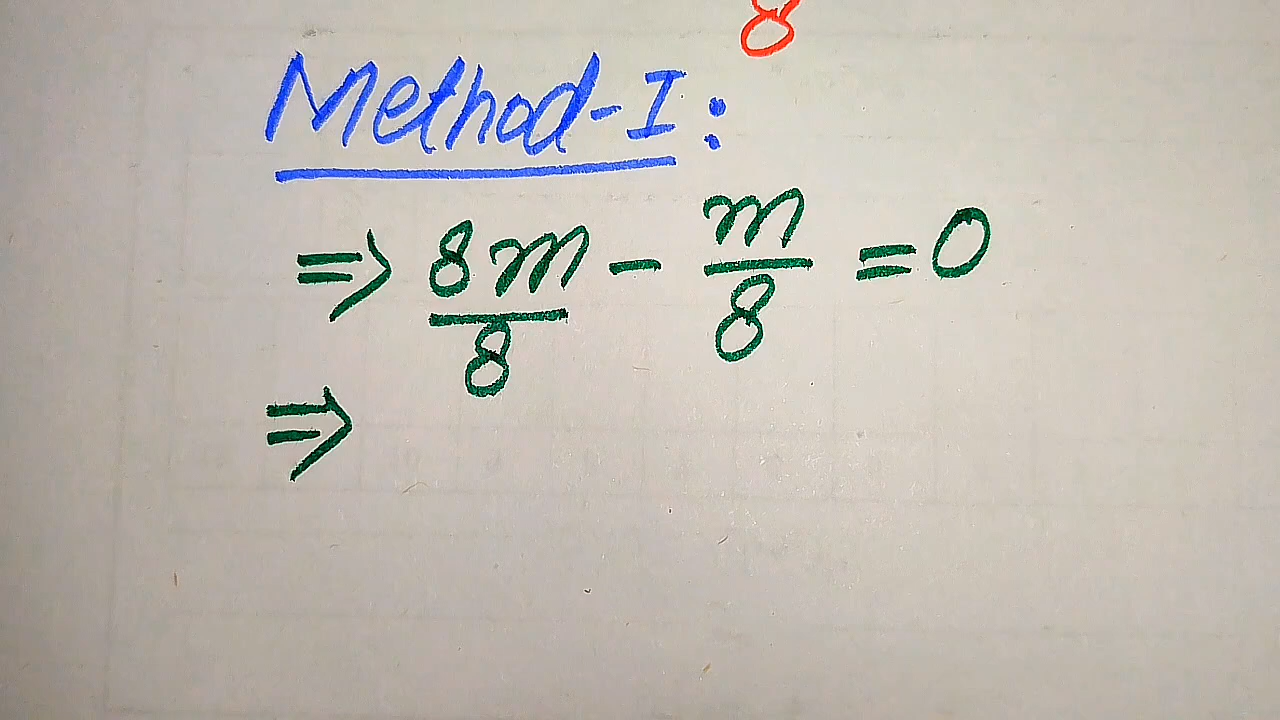 8
Method-I:
⇒ 8m/8 - m/8 = 0
⇒